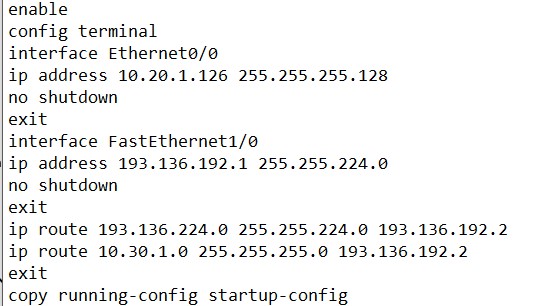 enable
config terminal
interface Ethernet0/0
ip address 10.20.1.126 255.255.255.128
no shutdown
exit
interface FastEthernet1/0
ip address 193.136.192.1 255.255.224.0
no shutdown
exit
ip route 193.136.224.0 255.255.224.0 193.136.192.2
ip route 10.30.1.0 255.255.255.0 193.136.192.2
exit
copy running-config startup-config